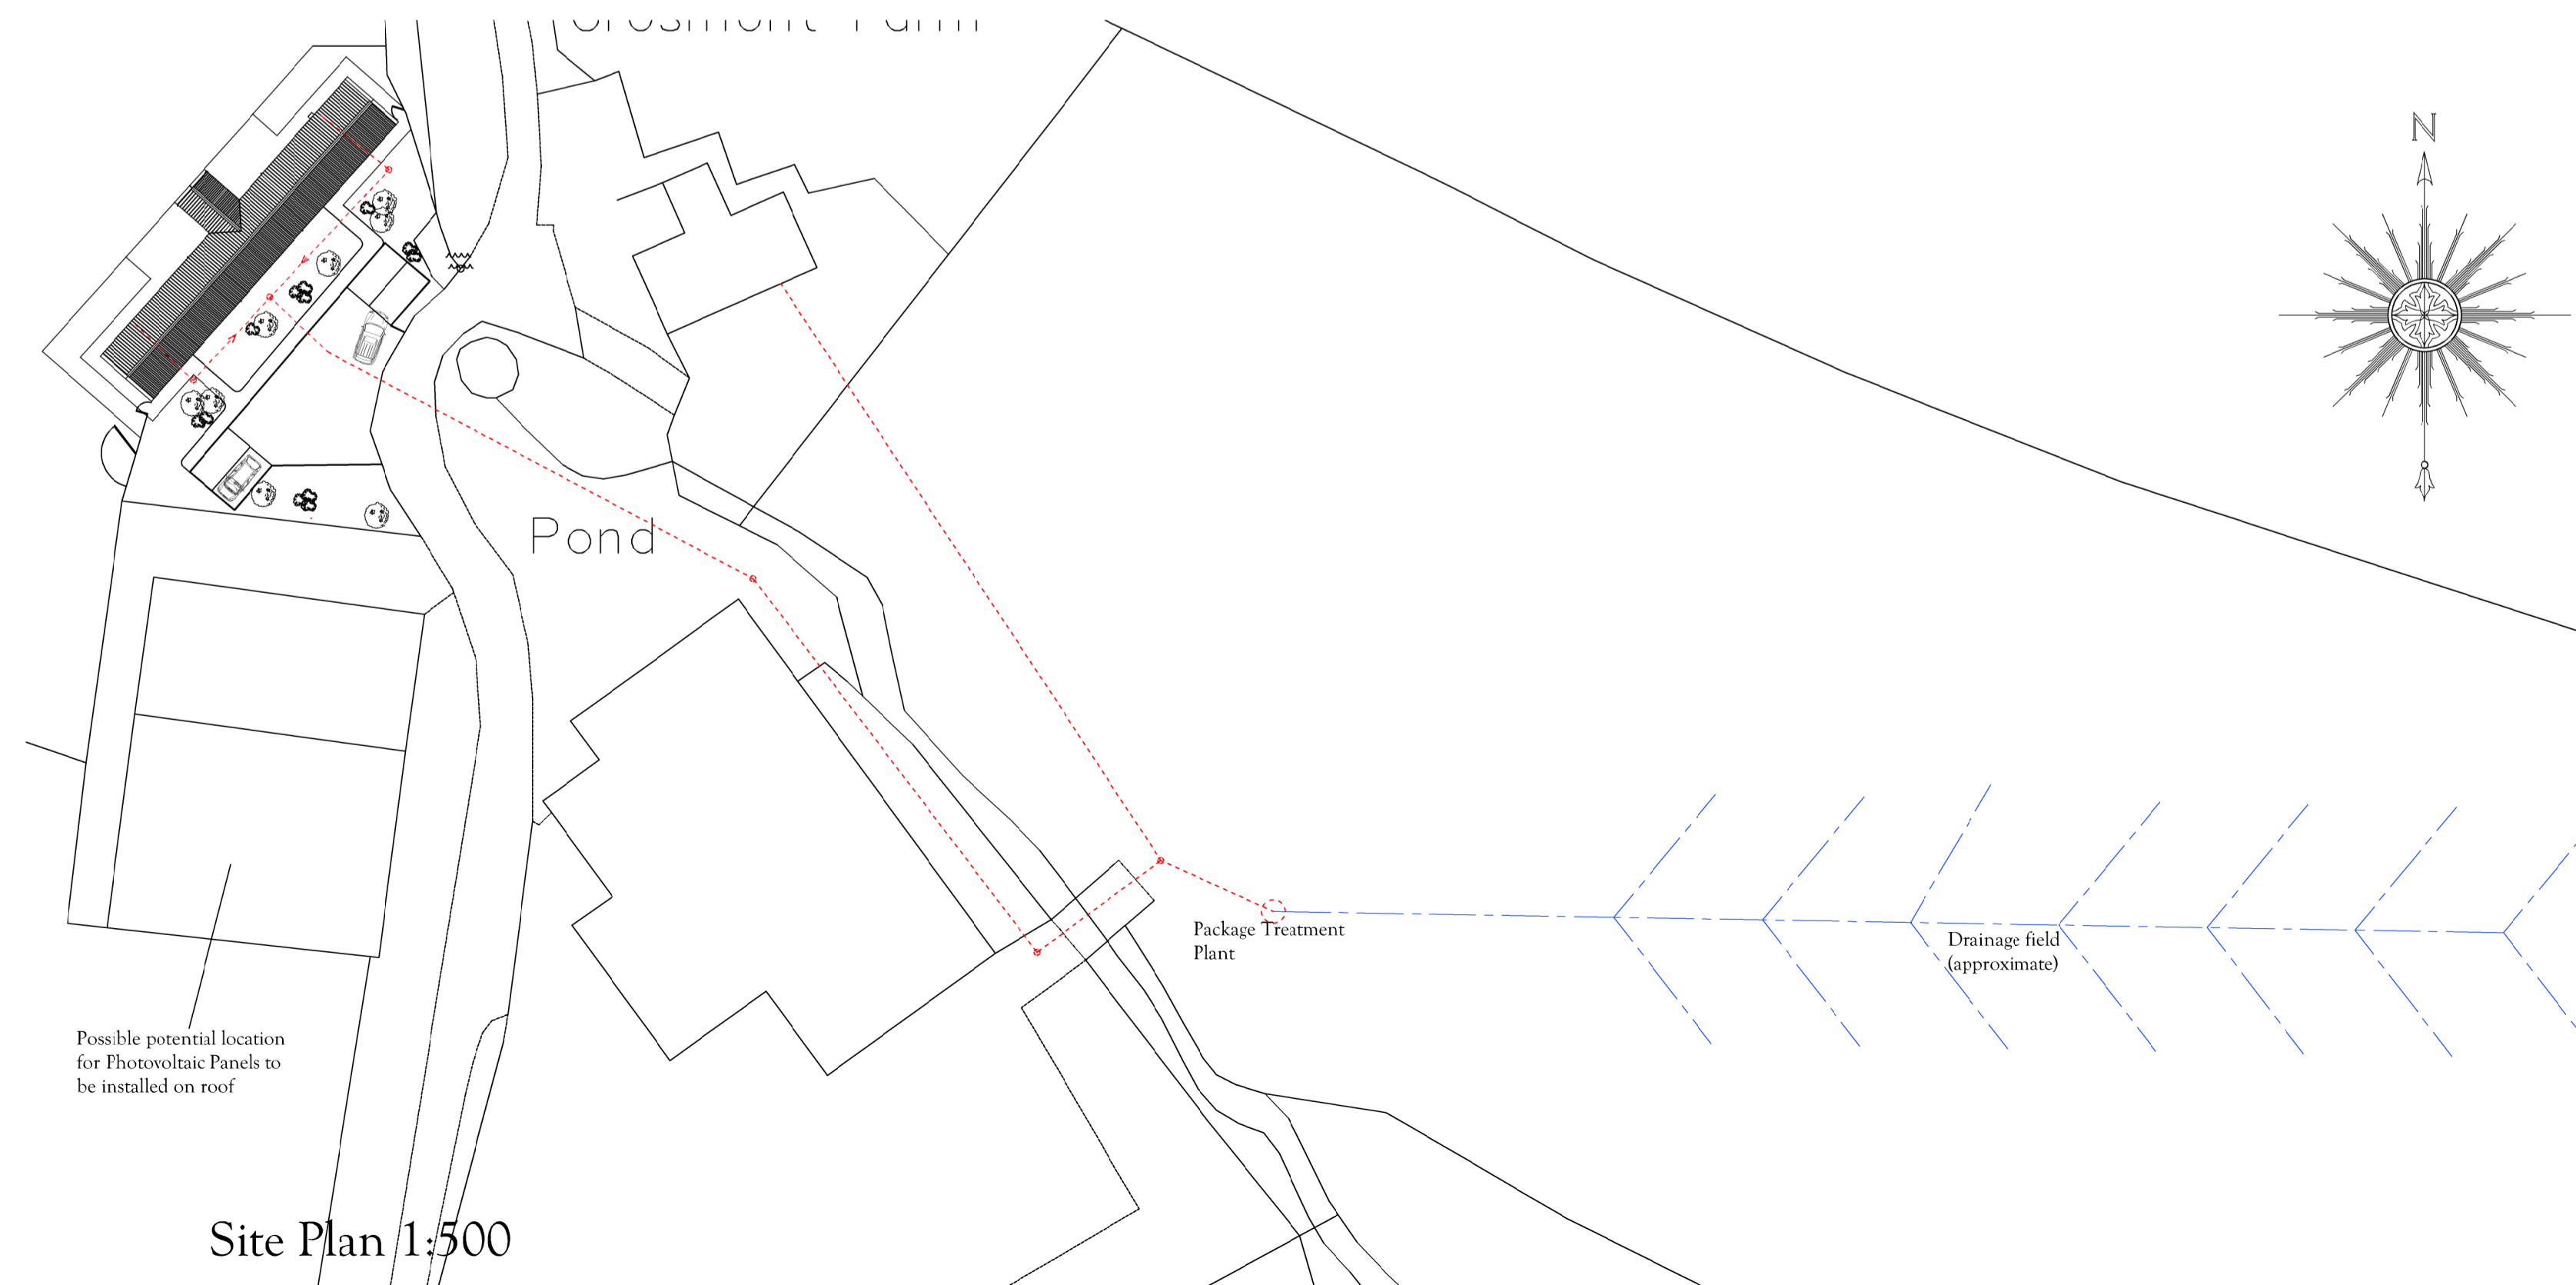 Farm
N
Pond
Package Treatment
Plant
Drainage field
(approximate)
Possible potential location
for Photovoltaic Panels to
be installed on roof
Site Plan 1:500